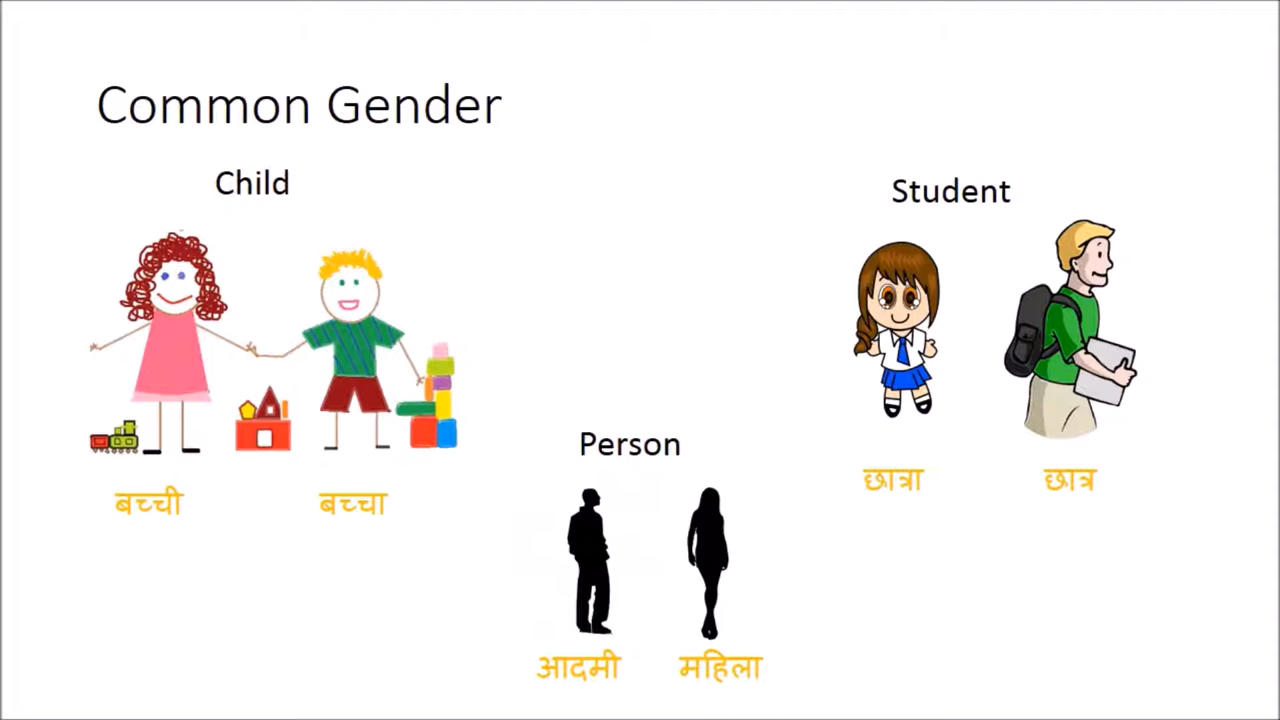 Common Gender
Child
बच्ची
बच्चा
Student
छात्रा
छात्र
Person
आदमी
महिला